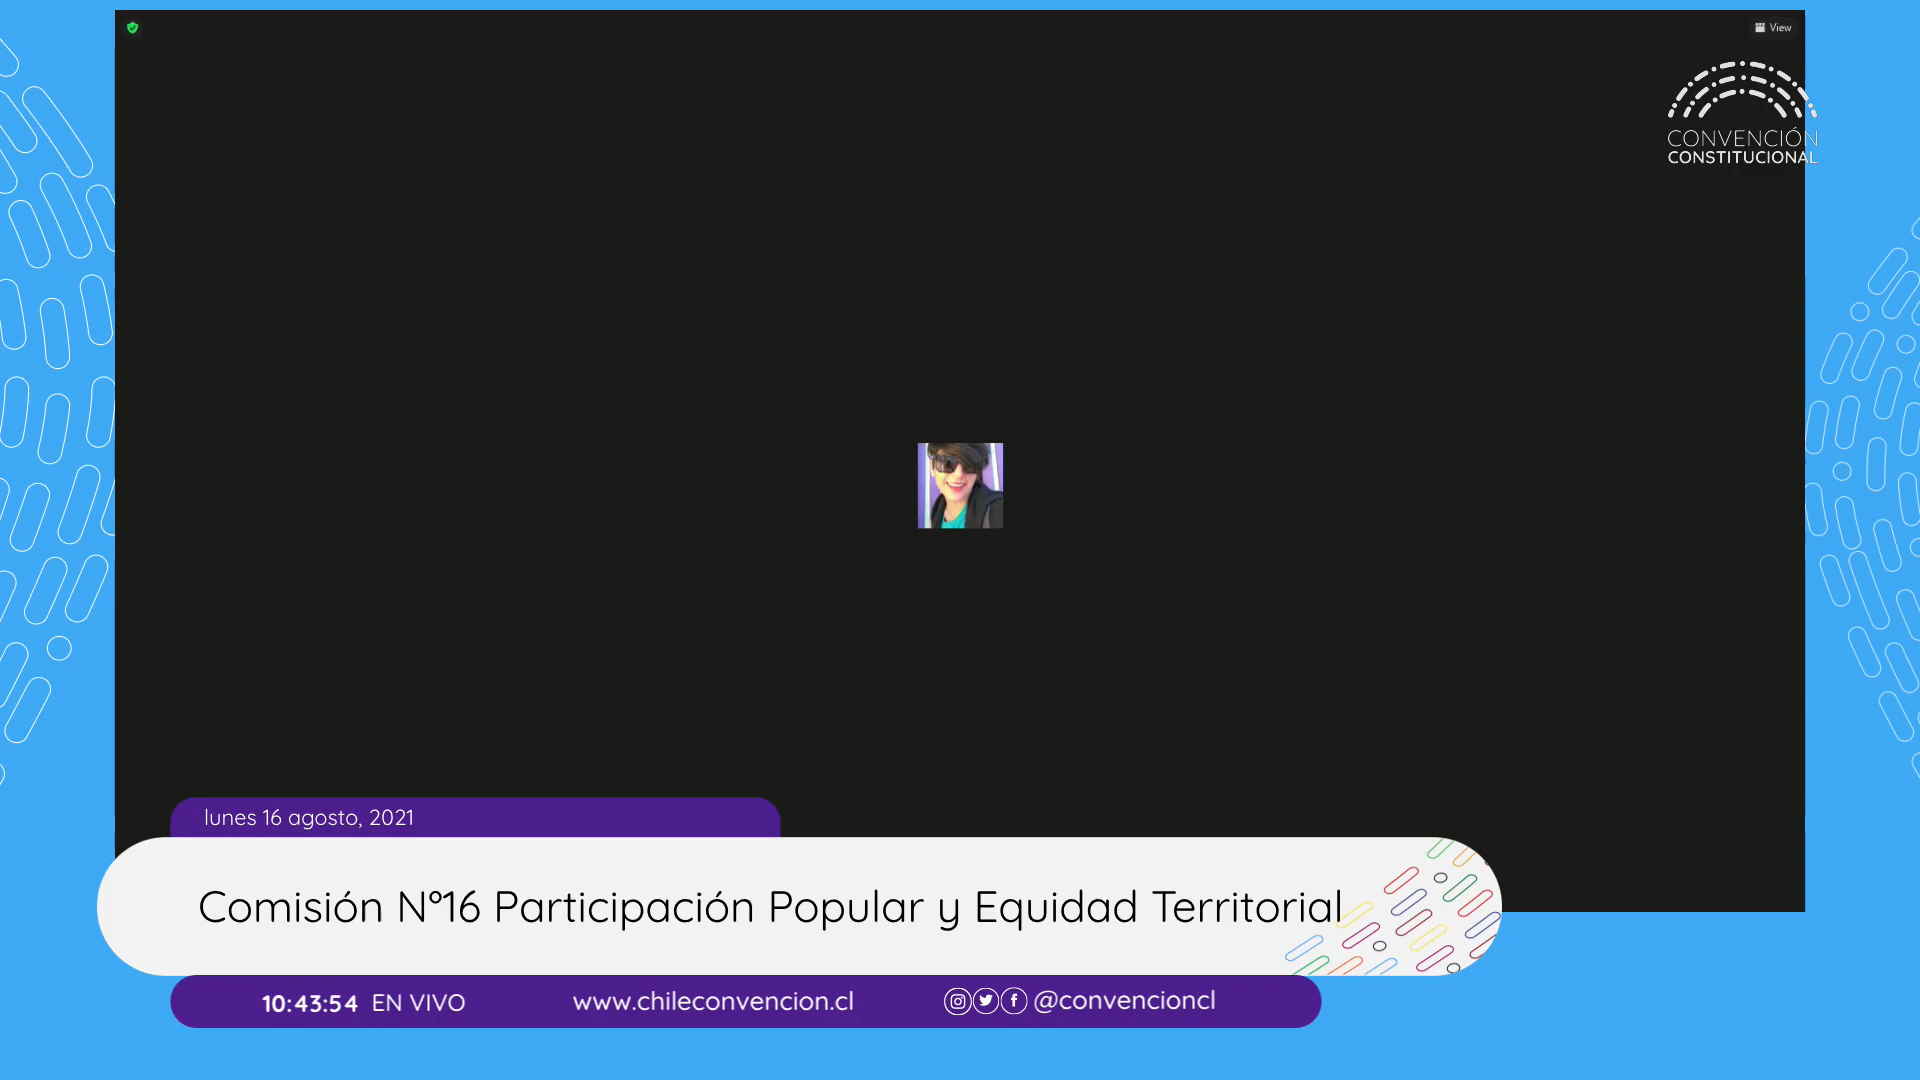 View
CONVENCIÓN
CONSTITUCIONAL
lunes 16 agosto, 2021
Comisión N°16 Participación Popular y Equidad Territorial
10:43:54 EN VIVO www.chileconvencion.cl @convencioncl